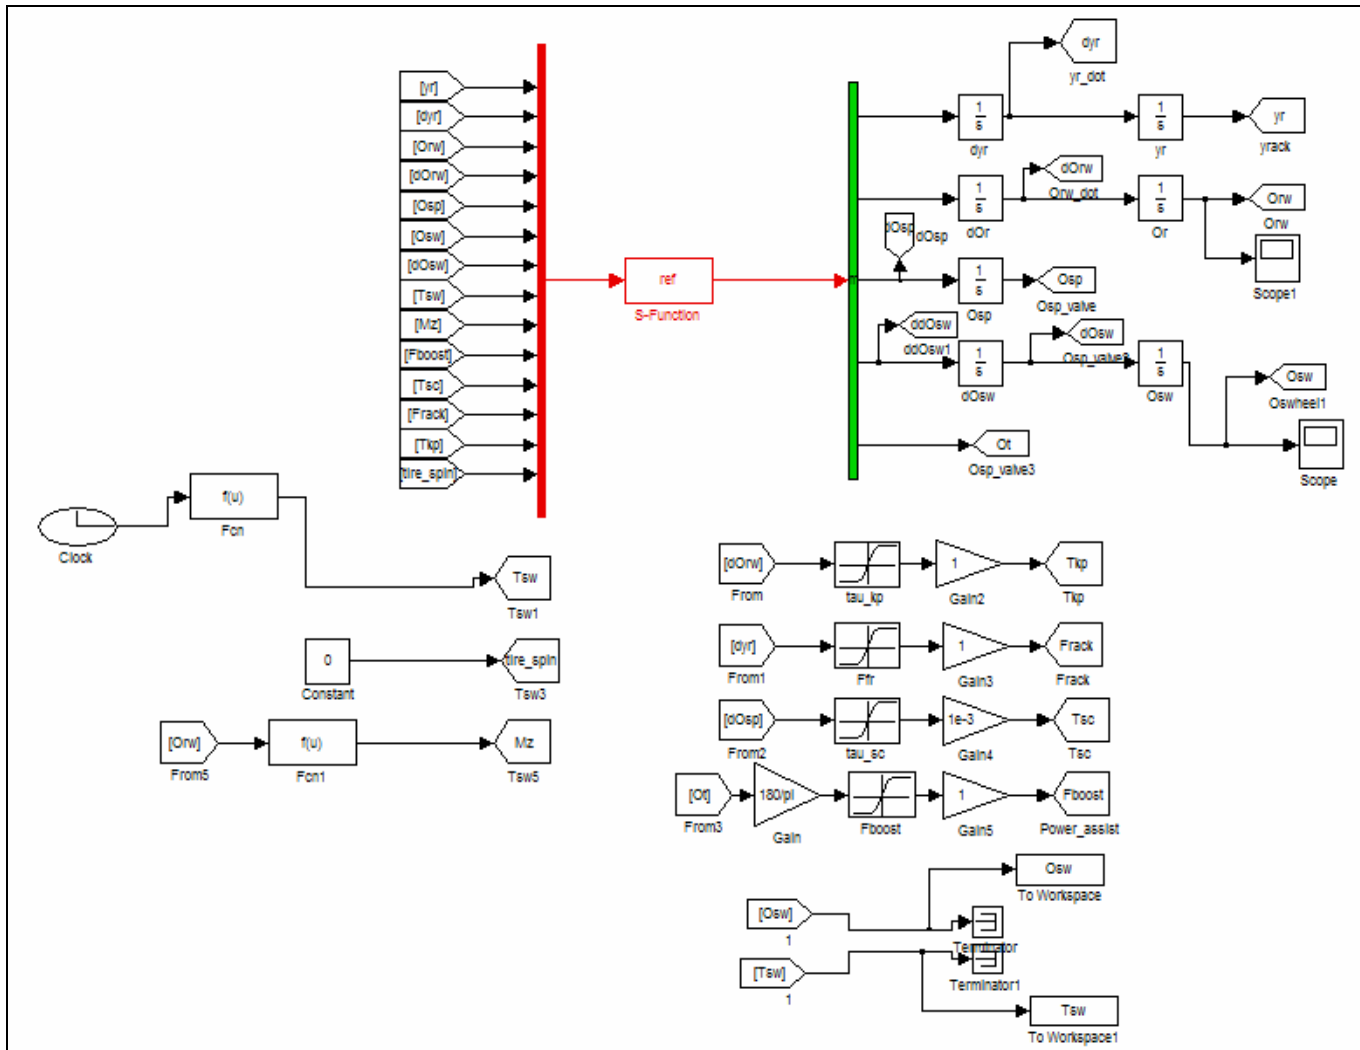 [yr]
[dyr]
[Orw]
[dOrw]
[Osp]
[Osw]
[dOsw]
[Tsw]
[Mz]
[Fboost]
[Tsc]
[Frack]
[Tkp]
[tire_spin]
ref
S-Function
dyr
yr_dot
1
s
dyr
1
s
yr
yr
yrack
dOrw
Orw_dot
1
s
dOr
1
s
Or
Orw
Orw
Scope1
dOsp
dOsp
1
s
Osp
Osp
Osp_valve
ddOsw
ddOsw1
1
s
dOsw
dOsw
Osp_valve2
1
s
Osw
Osw
Oswheel1
Scope
Ot
Osp_valve3
Clock
f(u)
Fcn
Tsw
Tsw1
0
Constant
tire_spin
Tsw3
[Orw]
From5
f(u)
Fcn1
Mz
Tsw5
[dOrw]
From
tau_kp
1
Gain2
Tkp
Tkp
[dyr]
From1
Ffr
1
Gain3
Frack
Frack
[dOsp]
From2
tau_sc
1e-3
Gain4
Tsc
Tsc
[Ot]
From3
180/pi
Gain
Fboost
1
Gain5
Fboost
Power_assist
Osw
To Workspace
[Osw]
1
Terminator
[Tsw]
1
Terminator1
Tsw
To Workspace1